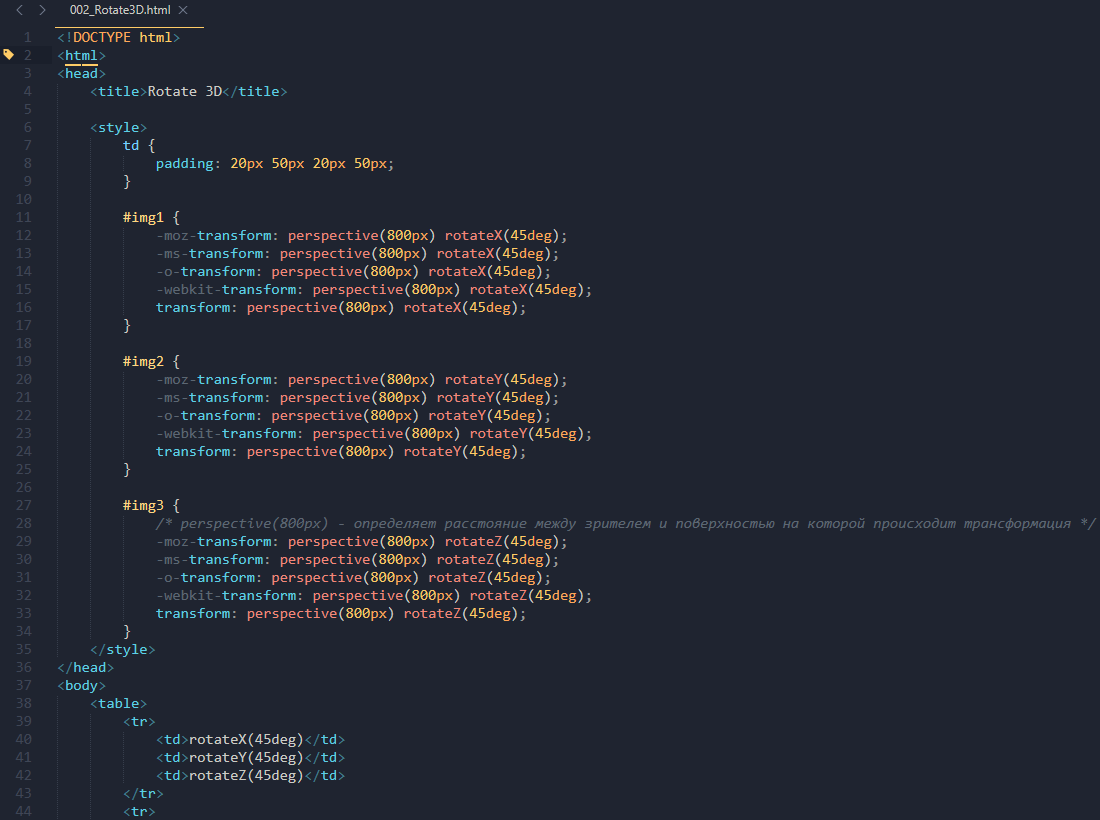 002_Rotate3D.html
1 <!DOCTYPE html>
2 <html>
3 <head>
4 <title>Rotate 3D</title>
5
6 <style>
7 td {
8 padding: 20px 50px 20px 50px;
9 }
10
11 #img1 {
12 -moz-transform: perspective(800px) rotateX(45deg);
13 -ms-transform: perspective(800px) rotateX(45deg);
14 -o-transform: perspective(800px) rotateX(45deg);
15 -webkit-transform: perspective(800px) rotateX(45deg);
16 transform: perspective(800px) rotateX(45deg);
17 }
18
19 #img2 {
20 -moz-transform: perspective(800px) rotateY(45deg);
21 -ms-transform: perspective(800px) rotateY(45deg);
22 -o-transform: perspective(800px) rotateY(45deg);
23 -webkit-transform: perspective(800px) rotateY(45deg);
24 transform: perspective(800px) rotateY(45deg);
25 }
26
27 #img3 {
28 /* perspective(800px) - определяет расстояние между зрителем и поверхностью на которой происходит трансформация */
29 -moz-transform: perspective(800px) rotateZ(45deg);
30 -ms-transform: perspective(800px) rotateZ(45deg);
31 -o-transform: perspective(800px) rotateZ(45deg);
32 -webkit-transform: perspective(800px) rotateZ(45deg);
33 transform: perspective(800px) rotateZ(45deg);
34 }
35 </style>
36 </head>
37 <body>
38 <table>
39 <tr>
40 <td>rotateX(45deg)</td>
41 <td>rotateY(45deg)</td>
42 <td>rotateZ(45deg)</td>
43 </tr>
44 <tr>